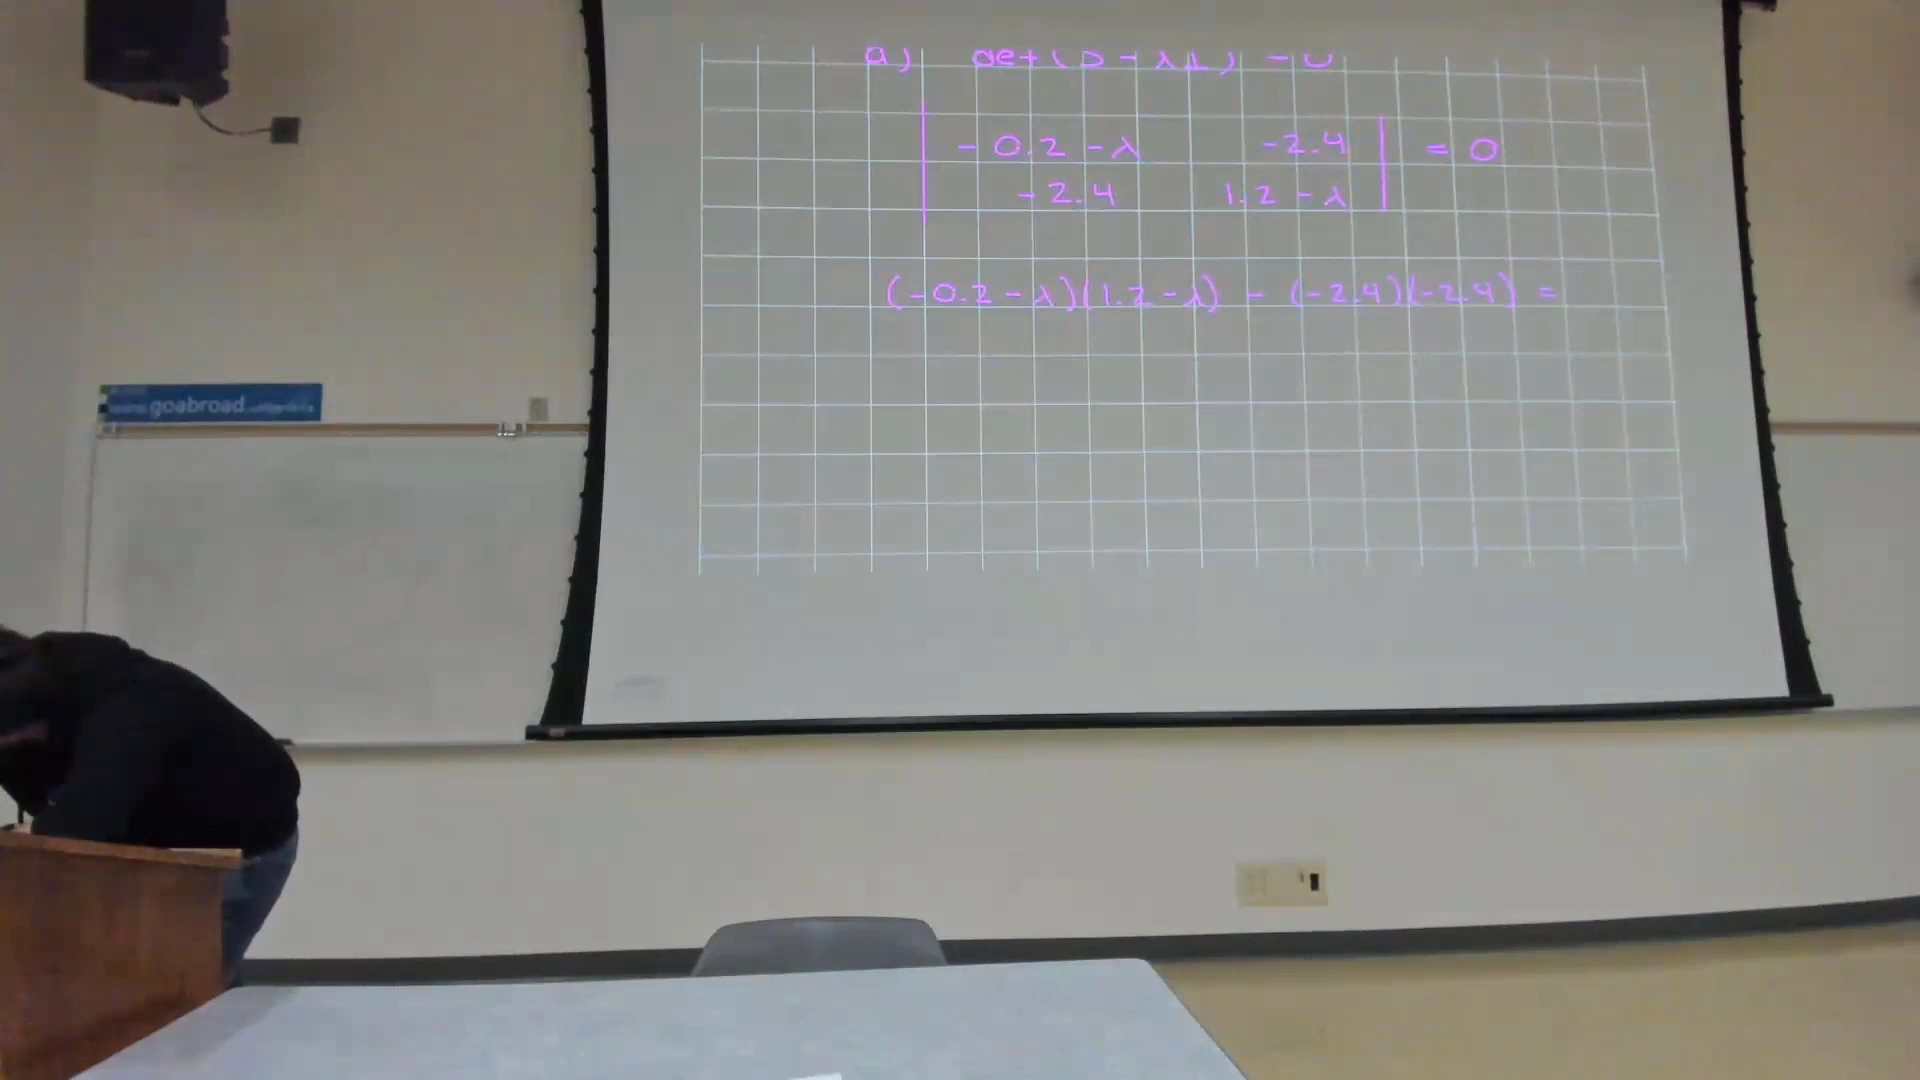 a) det(D - λI) = 0
- 0.2 - λ -2.4 = 0
- 2.4 1.2 - λ
(-0.2 - λ)(1.2 - λ) - (-2.4)(-2.4) =
goabroad